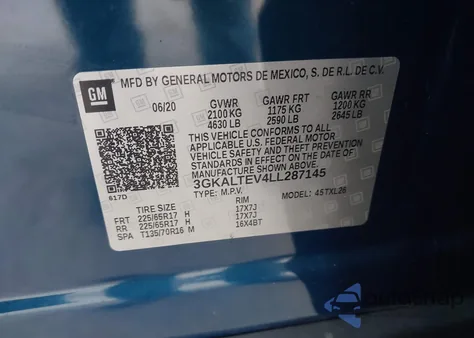 MFD BY GENERAL MOTORS DE MEXICO, S. DE R.L. DE C.V.
GM
06/20 GVWR GAWR FRT GAWR RR
2100 KG 1175 KG 1200 KG
4630 LB 2590 LB 2645 LB
THIS VEHICLE CONFORMS TO ALL
APPLICABLE U.S. FEDERAL MOTOR
VEHICLE SAFETY, BUMPER, AND THEFT
PREVENTION STANDARDS IN EFFECT ON THE DATE OF
MANUFACTURE SHOWN ABOVE.
3GKALTEV4LL287145
617D
TYPE: M.P.V. MODEL: 4STXL26
TIRE SIZE RIM
FRT 225/65R17 H 17X7J
RR 225/65R17 H 17X7J
SPA T135/70R16 M 16X4BT